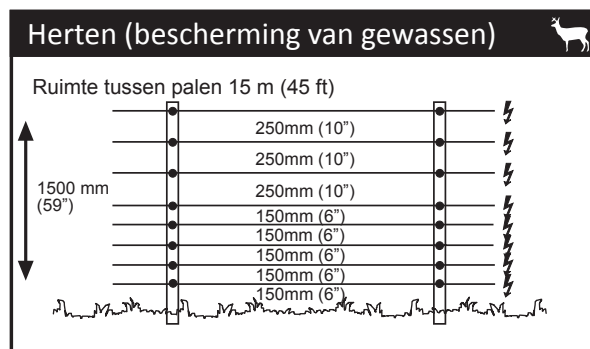 Herten (bescherming van gewassen)
Ruimte tussen palen 15 m (45 ft)
250mm (10”)
250mm (10”)
1500 mm
(59”)
250mm (10”)
150mm (6”)
150mm (6”)
150mm (6”)
150mm (6”)
150mm (6”)